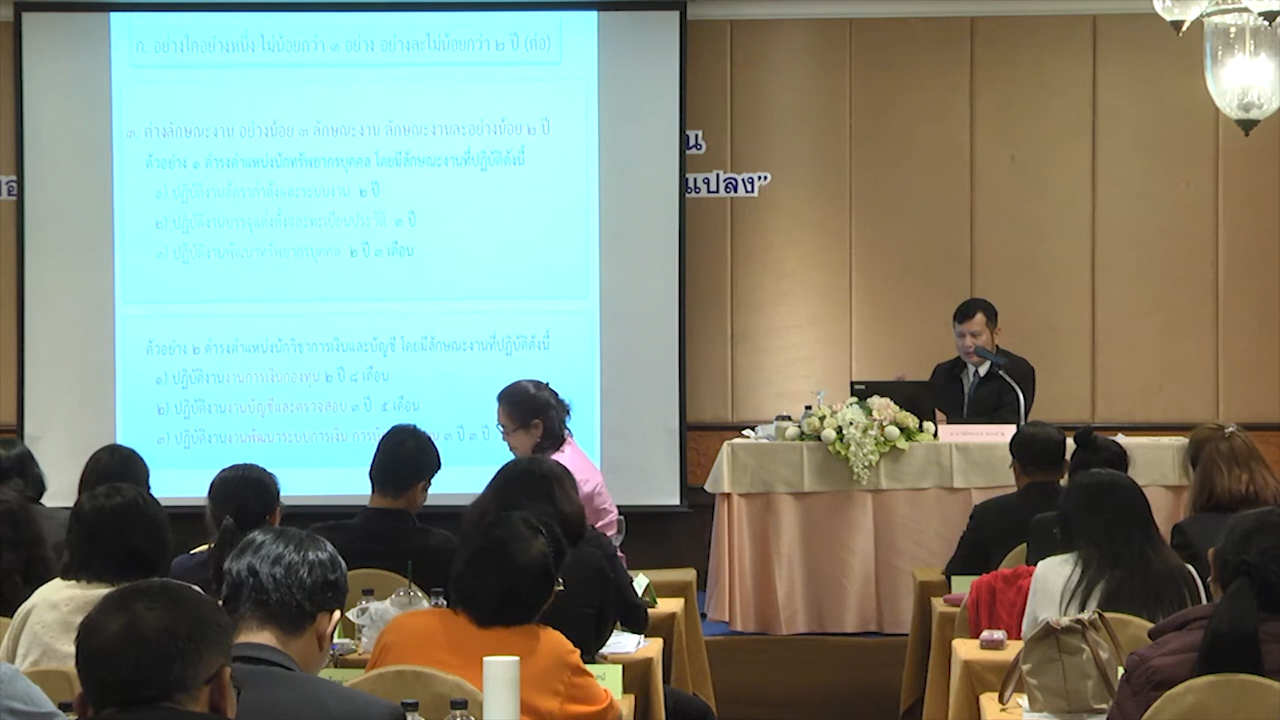 ก. อย่างใดอย่างหนึ่ง ไม่น้อยกว่า ๓ อย่าง อย่างละไม่น้อยกว่า ๒ ปี (ต่อ)
๓. ต่างลักษณะงาน อย่างน้อย ๓ ลักษณะงาน ลักษณะงานละอย่างน้อย ๒ ปี
ตัวอย่าง ๑ ดำรงตำแหน่งนักทรัพยากรบุคคล โดยมีลักษณะงานที่ปฏิบัติดังนี้
๑) ปฏิบัติงานอัตรากำลังและระบบงาน ๒ ปี
๒) ปฏิบัติงานบรรจุแต่งตั้งและทะเบียนประวัติ ๓ ปี
๓) ปฏิบัติงานพัฒนาทรัพยากรบุคคล ๒ ปี ๓ เดือน
ตัวอย่าง ๒ ดำรงตำแหน่งนักวิชาการเงินและบัญชี โดยมีลักษณะงานที่ปฏิบัติดังนี้
๑) ปฏิบัติงานงานการเงินกองทุน ๒ ปี ๘ เดือน
๒) ปฏิบัติงานงานบัญชีและตรวจสอบ ๓ ปี ๕ เดือน
๓) ปฏิบัติงานงานพัฒนาระบบการเงิน ๓ ปี ๓ ปี
น
แปลง”